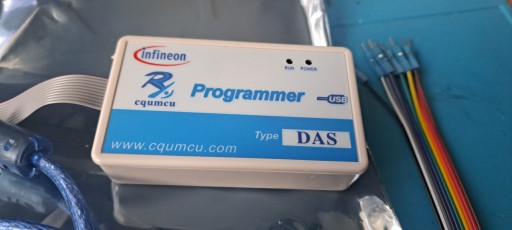 infineon
RUN POWER
cqumcu
Programmer
USB
Type DAS
www.cqumcu.com